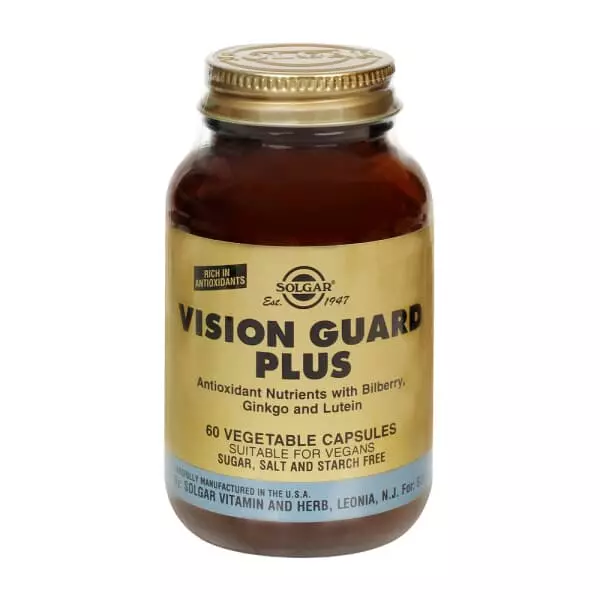 RICH IN
ANTIOXIDANTS
SOLGAR®
Est. 1947
VISION GUARD
PLUS
Antioxidant Nutrients with Bilberry,
Ginkgo and Lutein
60 VEGETABLE CAPSULES
SUITABLE FOR VEGANS
SUGAR, SALT AND STARCH FREE
MANUFACTURED IN THE U.S.A.
SOLGAR VITAMIN AND HERB, LEONIA, N.J. For: